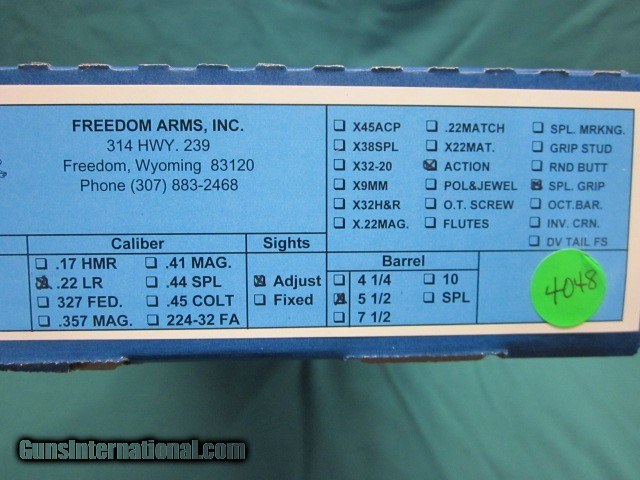 FREEDOM ARMS, INC.
314 HWY. 239
Freedom, Wyoming 83120
Phone (307) 883-2468
X45ACP
X38SPL
X32-20
X9MM
X32H&R
X.22MAG.
.22MATCH
X22MAT.
ACTION
POL&JEWEL
O.T. SCREW
FLUTES
SPL. MRKNG.
GRIP STUD
RND BUTT
SPL. GRIP
OCT.BAR.
INV. CRN.
DV TAIL FS
Caliber
.17 HMR
.22 LR
327 FED.
.357 MAG.
.41 MAG.
.44 SPL
.45 COLT
224-32 FA
Sights
Adjust
Fixed
Barrel
4 1/4
5 1/2
7 1/2
10
SPL
4048
GunsInternational.com